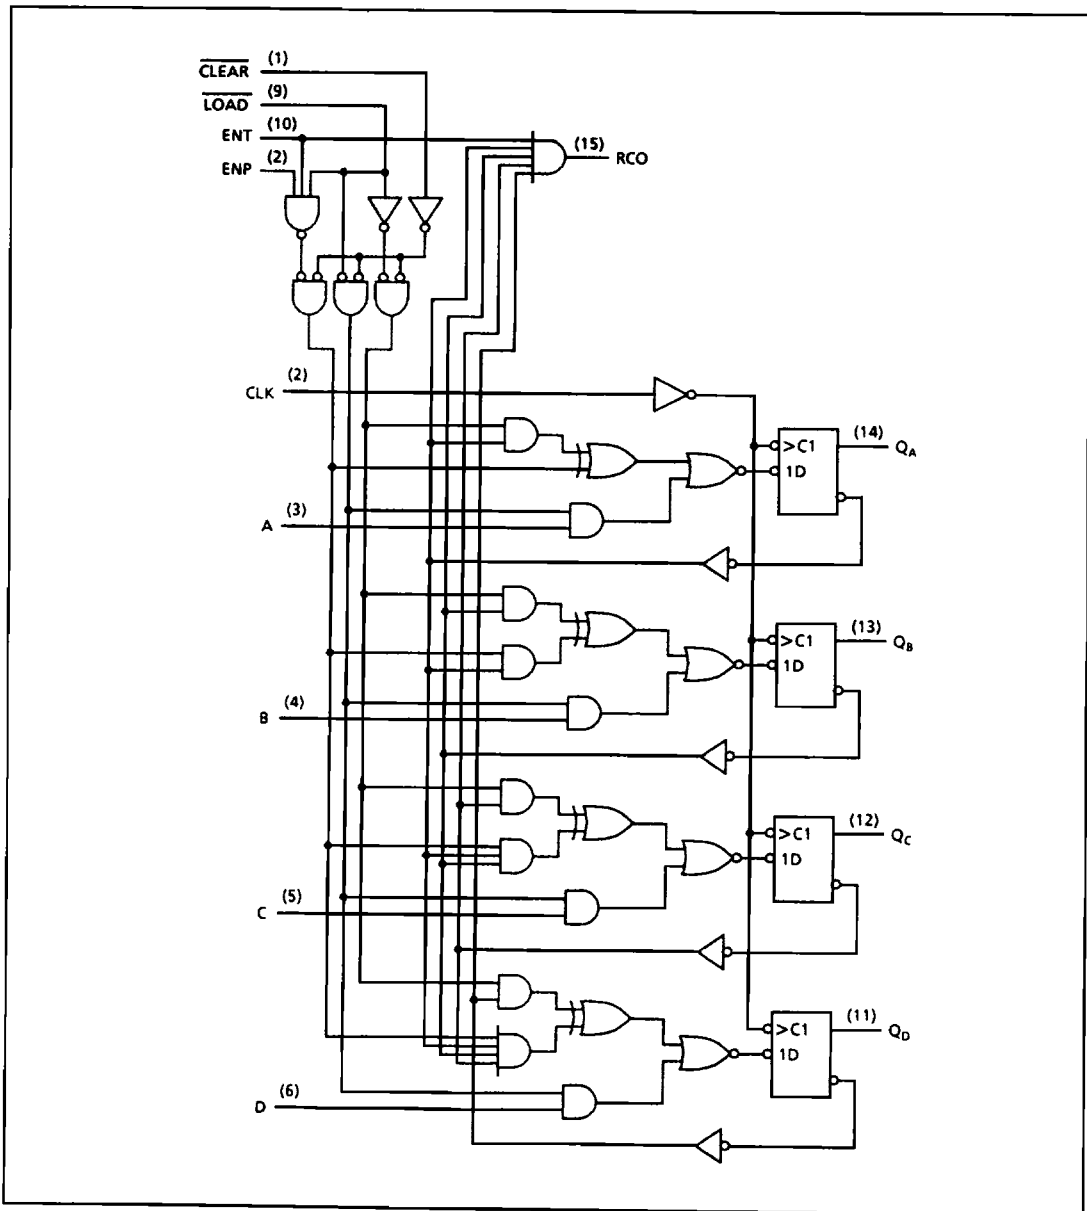 CLEAR (1)
LOAD (9)
ENT (10)
ENP (2)
(15) RCO
CLK (2)
>C1 (14) QA
1D
A (3)
>C1 (13) QB
1D
B (4)
>C1 (12) QC
1D
C (5)
>C1 (11) QD
1D
D (6)